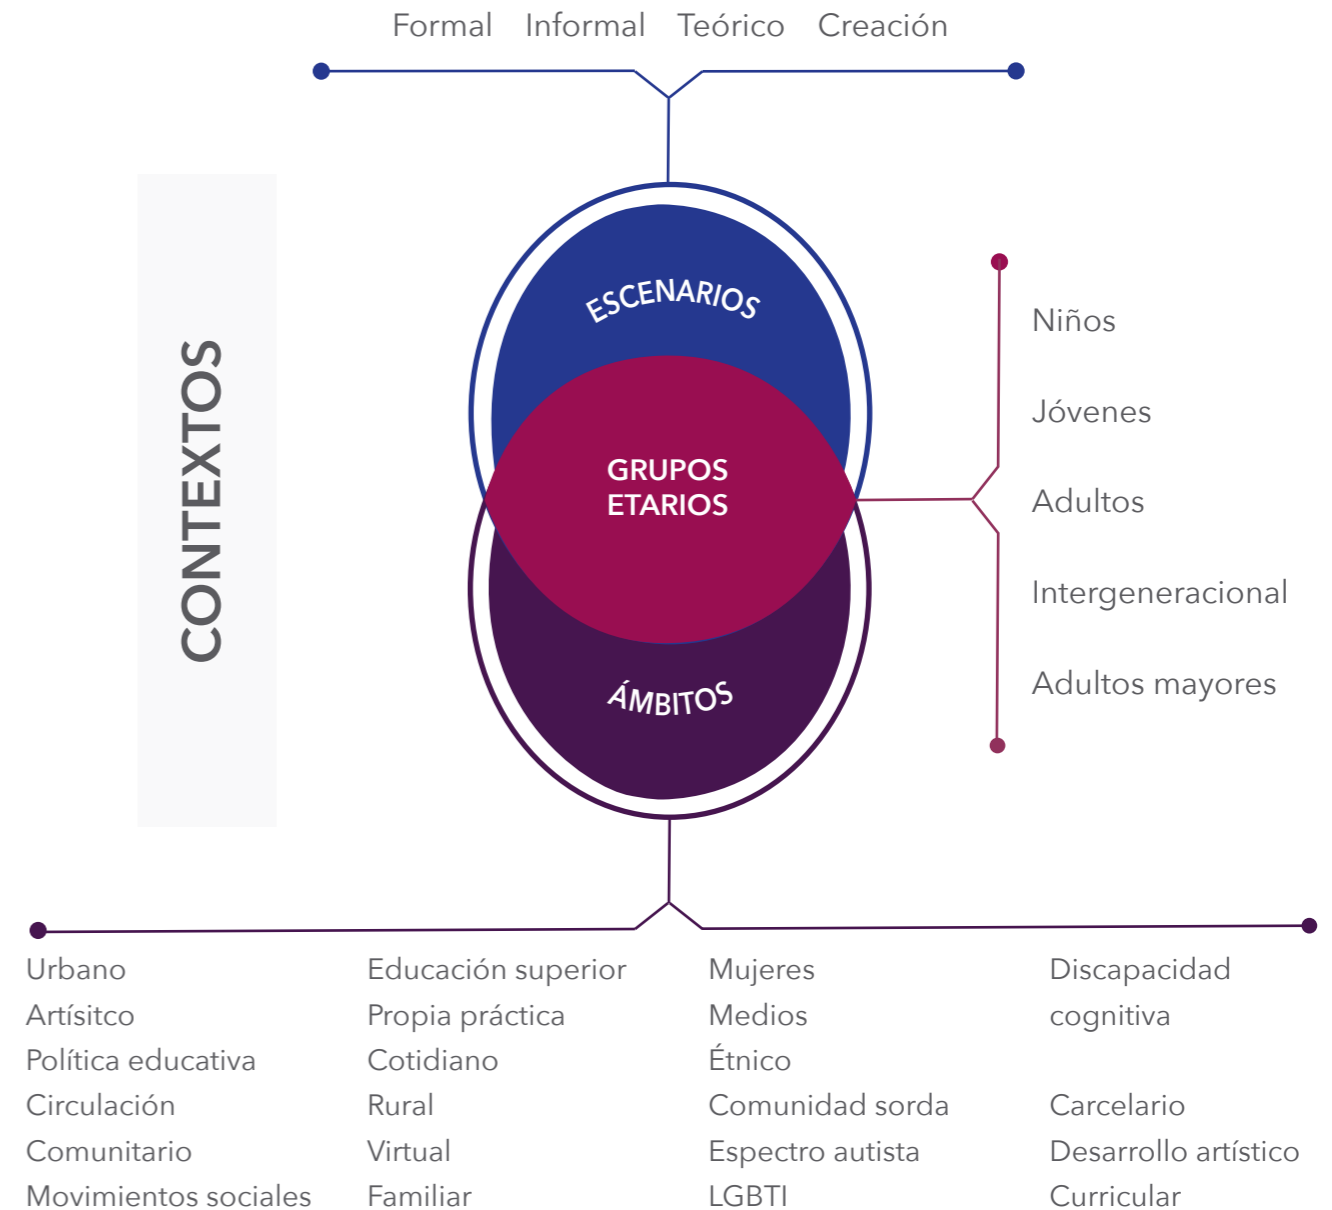 Formal Informal Teórico Creación
CONTEXTOS
ESCENARIOS
GRUPOS
ETARIOS
ÁMBITOS
Niños
Jóvenes
Adultos
Intergeneracional
Adultos mayores
Urbano
Artísitco
Política educativa
Circulación
Comunitario
Movimientos sociales
Educación superior
Propia práctica
Cotidiano
Rural
Virtual
Familiar
Mujeres
Medios
Étnico
Comunidad sorda
Espectro autista
LGBTI
Discapacidad
cognitiva
Carcelario
Desarrollo artístico
Curricular